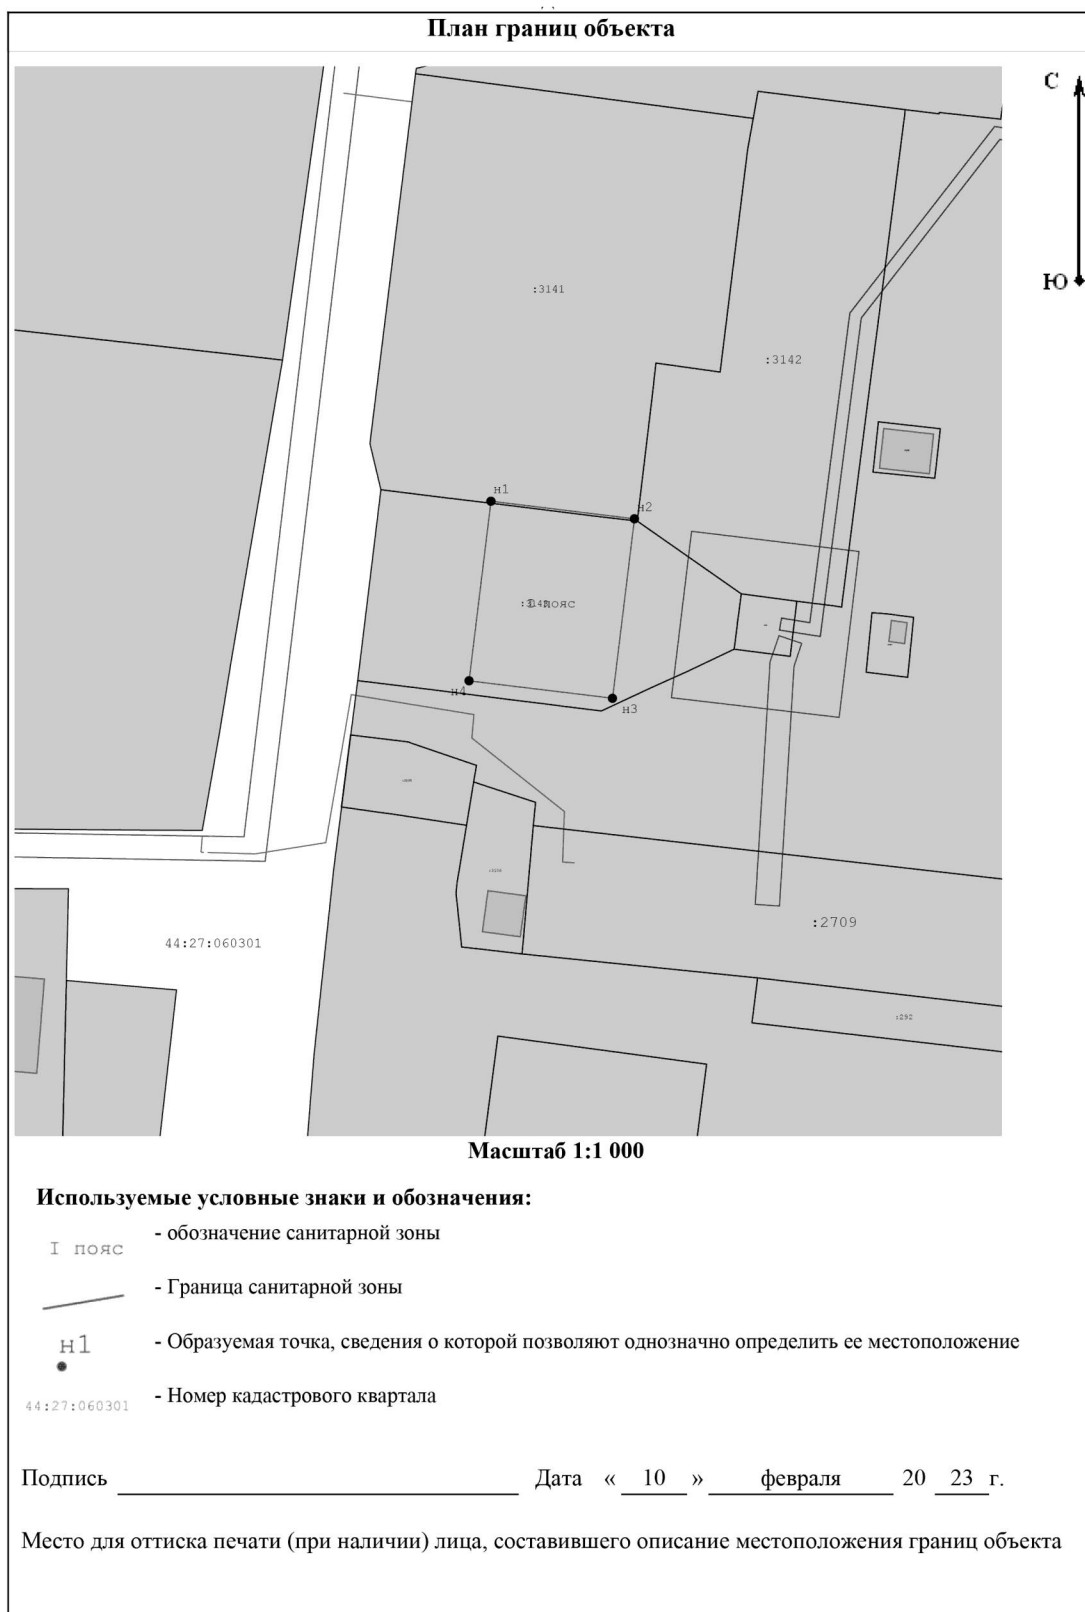 План границ объекта
С
Ю
:3141
:3142
н1
н2
I пояс
н4
н3
:2709
44:27:060301
:292
Масштаб 1:1 000
Используемые условные знаки и обозначения:
I пояс - обозначение санитарной зоны
- Граница санитарной зоны
н1 - Образуемая точка, сведения о которой позволяют однозначно определить ее местоположение
44:27:060301 - Номер кадастрового квартала
Подпись Дата « 10 » февраля 20 23 г.
Место для оттиска печати (при наличии) лица, составившего описание местоположения границ объекта